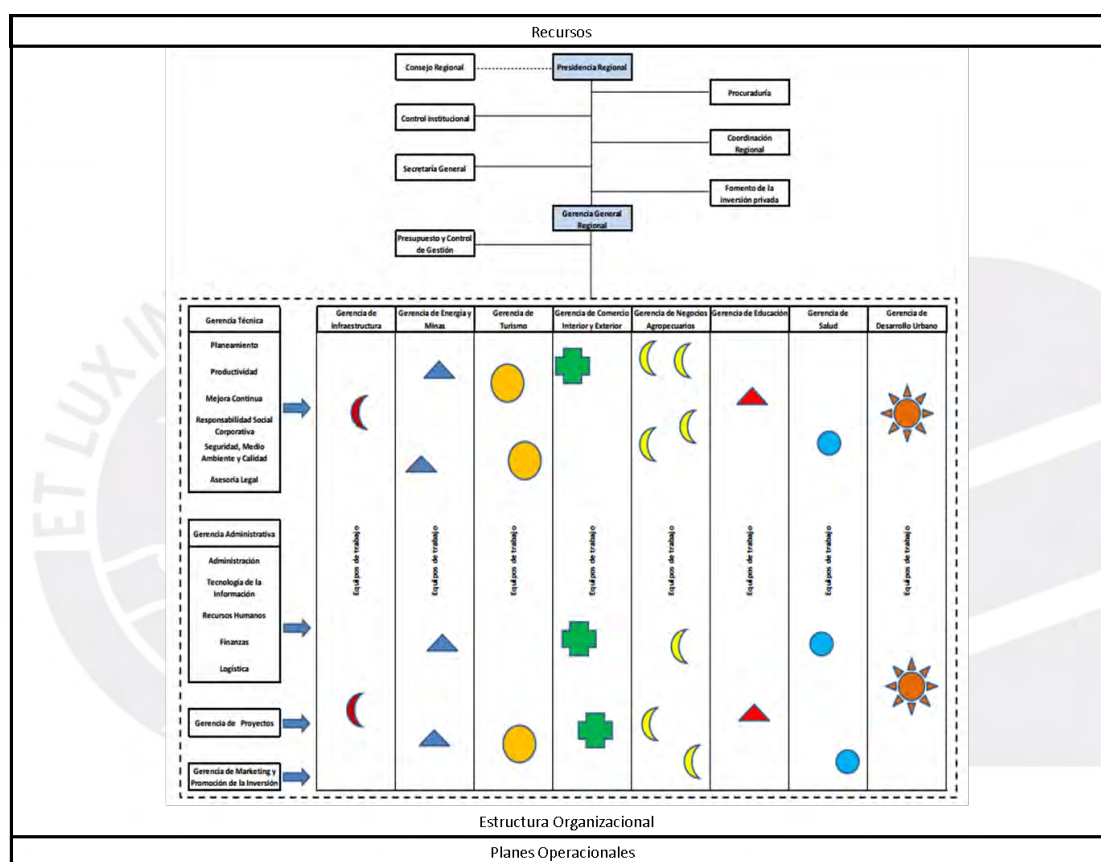 Recursos
Consejo Regional
Presidencia Regional
Procuraduría
Control institucional
Coordinación
Regional
Secretaría General
Fomento de la
inversión privada
Gerencia General
Regional
Presupuesto y Control
de Gestión
Gerencia Técnica
Planeamiento
Productividad
Mejora Continua
Responsabilidad Social
Corporativa
Seguridad, Medio
Ambiente y Calidad
Asesoría Legal
Gerencia Administrativa
Administración
Tecnología de la
Información
Recursos Humanos
Finanzas
Logística
Gerencia de Proyectos
Gerencia de Marketing y
Promoción de la Inversión
Gerencia de
Infraestructura
Gerencia de Energía y
Minas
Gerencia de
Turismo
Gerencia de Comercio
Interior y Exterior
Gerencia de Negocios
Agropecuarios
Gerencia de Educación
Gerencia de
Salud
Gerencia de
Desarrollo Urbano
Equipos de trabajo
Equipos de trabajo
Equipos de trabajo
Equipos de trabajo
Equipos de trabajo
Equipos de trabajo
Equipos de trabajo
Equipos de trabajo
ET LUX IN
Estructura Organizacional
Planes Operacionales